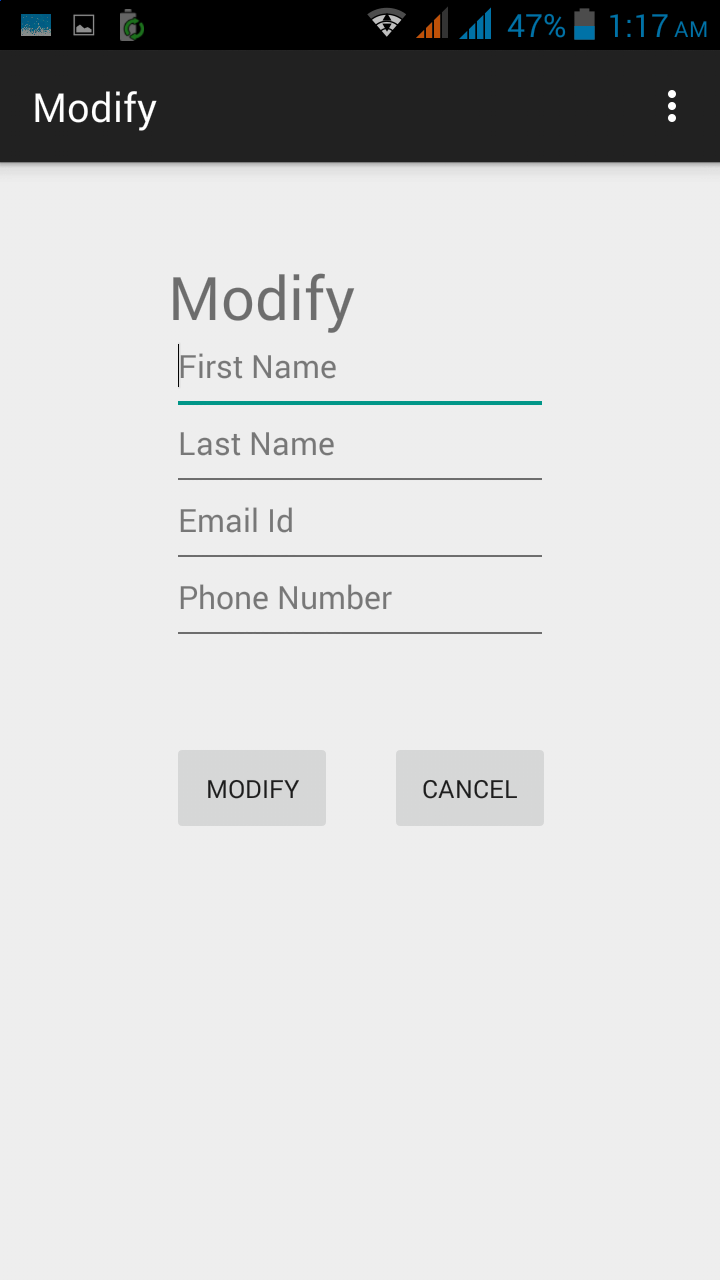 47% 1:17 AM
Modify
Modify
First Name
Last Name
Email Id
Phone Number
MODIFY CANCEL